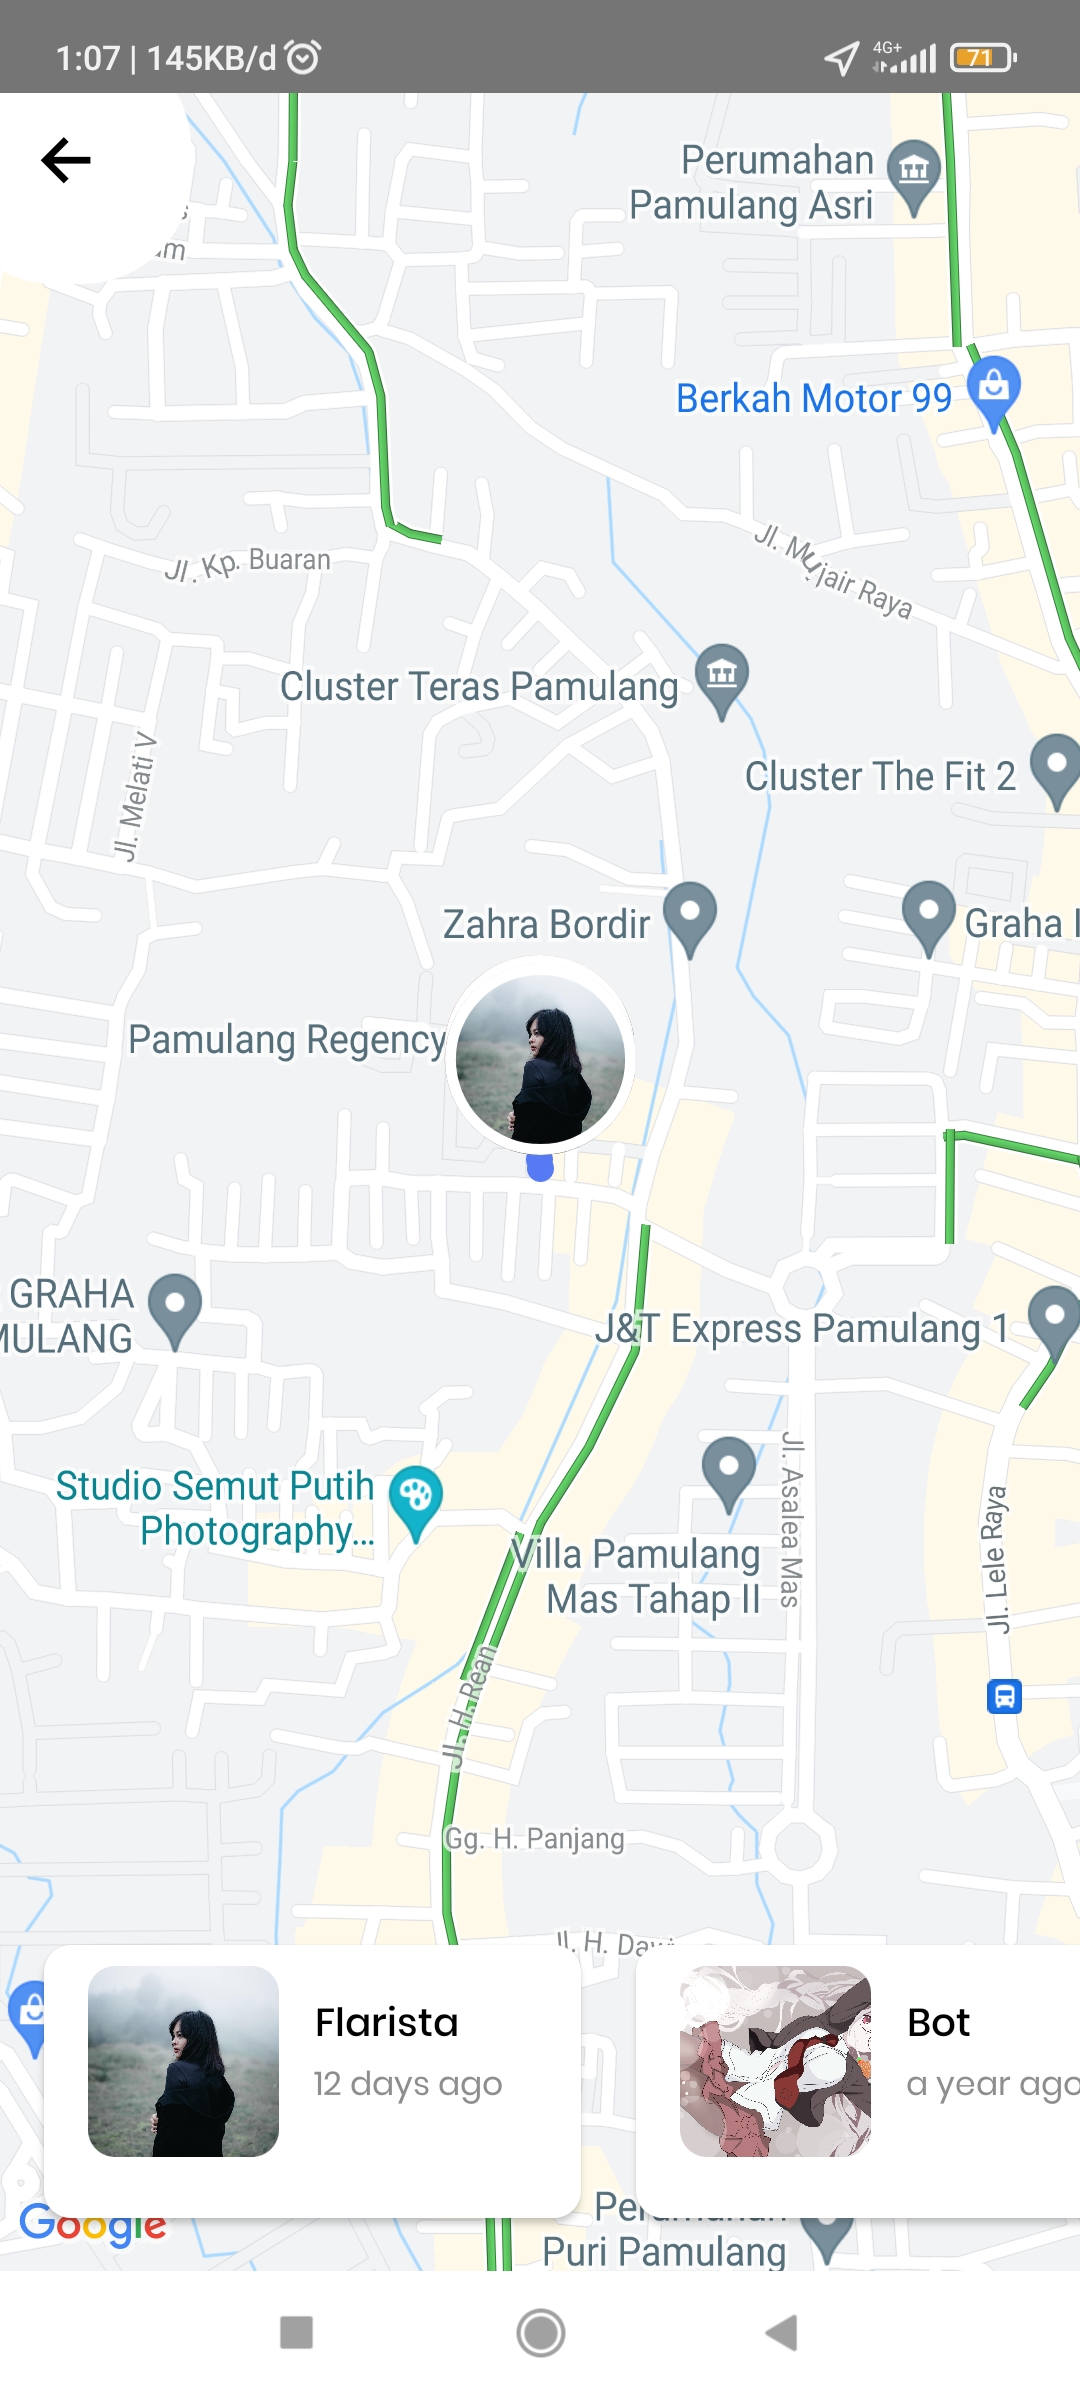 1:07 | 145KB/d
4G+
71
Perumahan
Pamulang Asri
Berkah Motor 99
Jl. Kp. Buaran
Jl. Mujair Raya
Cluster Teras Pamulang
Jl. Melati V
Cluster The Fit 2
Zahra Bordir
Graha
Pamulang Regency
GRAHA
MULANG
J&T Express Pamulang 1
Studio Semut Putih
Photography...
Jl. Asalea Mas
Villa Pamulang
Mas Tahap II
Jl. Lele Raya
Jl. H. Rean
Gg. H. Panjang
Jl. H.
Flarista
12 days ago
Bot
a year ago
Google
Perumahan
Puri Pamulang